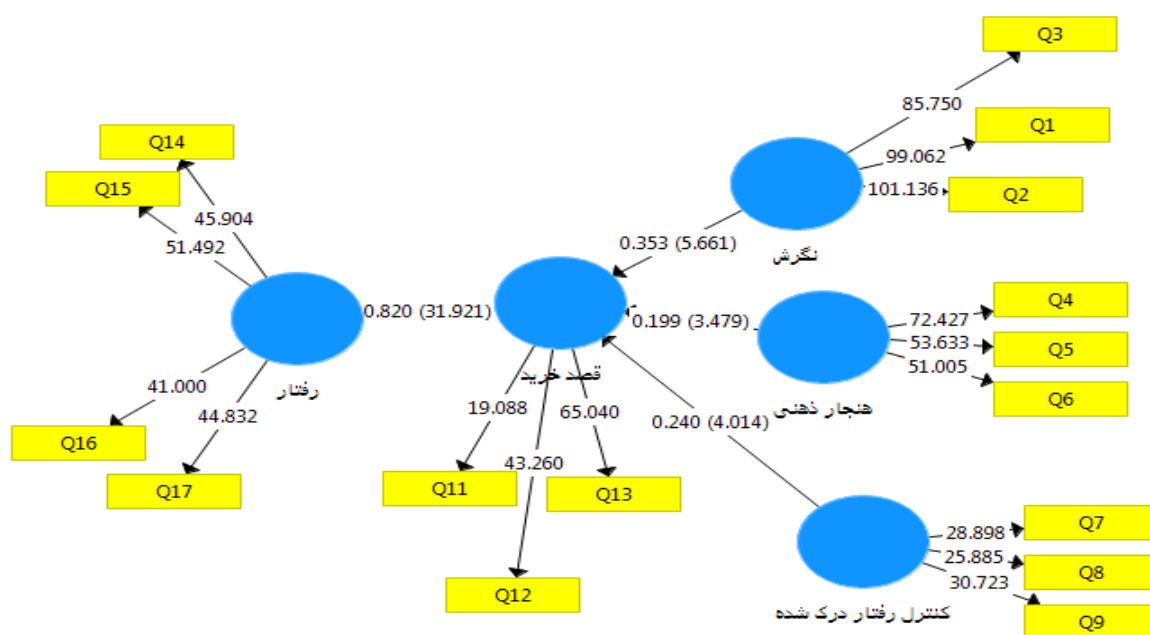 Q3
85.750
Q1
99.062
Q2
101.136
نگرش
0.353 (5.661)
Q14
Q15
45.904
51.492
رفتار
0.820 (31.921)
قصد خرید
0.199 (3.479)
هنجار ذهنی
Q4
72.427
Q5
53.633
Q6
51.005
41.000
44.832
Q16
Q17
19.088
65.040
43.260
Q11
Q13
Q12
0.240 (4.014)
کنترل رفتار درک شده
Q7
28.898
Q8
25.885
Q9
30.723